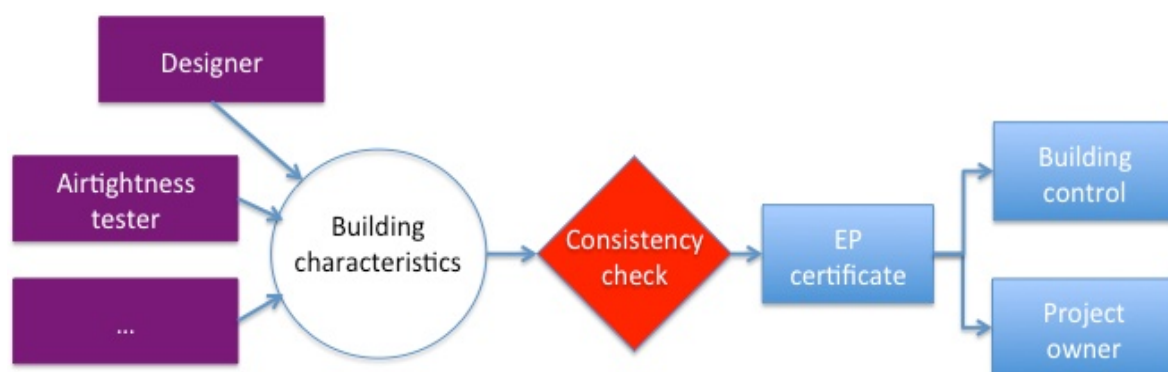 Designer
Airtightness
tester
...
Building
characteristics
Consistency
check
EP
certificate
Building
control
Project
owner